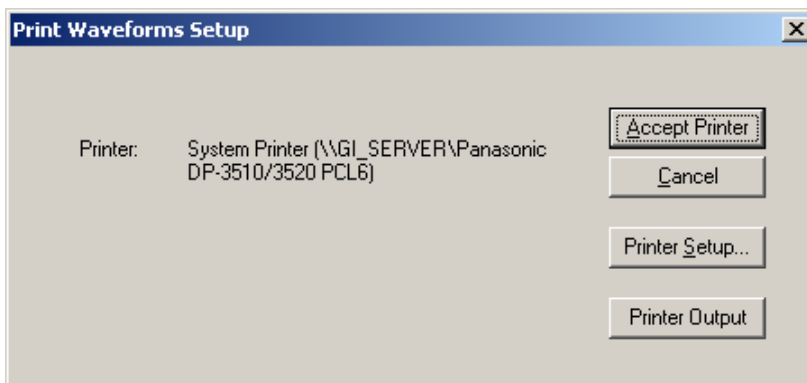 Print Waveforms Setup
Printer:
System Printer (\\GI_SERVER\Panasonic
DP-3510/3520 PCL6)
Accept Printer
Cancel
Printer Setup...
Printer Output